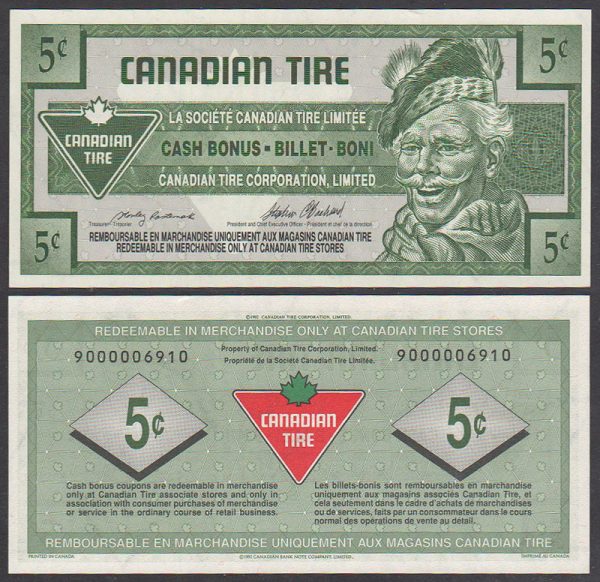 5¢ 5¢
CANADIAN TIRE
LA SOCIÉTÉ CANADIAN TIRE LIMITÉE
CANADIAN
TIRE
CASH BONUS - BILLET - BONI
CANADIAN TIRE CORPORATION, LIMITED
Treasurer - Trésorier President and Chief Executive Officer - Président et chef de la direction
5¢ 5¢
REMBOURSABLE EN MARCHANDISE UNIQUEMENT AUX MAGASINS CANADIAN TIRE
REDEEMABLE IN MERCHANDISE ONLY AT CANADIAN TIRE STORES
©1992 CANADIAN TIRE CORPORATION, LIMITED.
REDEEMABLE IN MERCHANDISE ONLY AT CANADIAN TIRE STORES
Property of Canadian Tire Corporation, Limited.
9000006910 9000006910
Propriété de la Société Canadian Tire Limitée.
5¢ 5¢
CANADIAN
TIRE
Cash bonus coupons are redeemable in merchandise
only at Canadian Tire associate stores and only in
association with consumer purchases of merchandise
or service in the ordinary course of retail business.
Les billets-bonis sont remboursables en marchandise
uniquement aux magasins associés Canadian Tire, et
cela seulement dans le cadre d'achats de marchandises
ou de services, faits par un consommateur dans le cours
normal des operations de vente au détail.
REMBOURSABLE EN MARCHANDISE UNIQUEMENT AUX MAGASINS CANADIAN TIRE
PRINTED IN CANADA ©1992 CANADIAN BANK NOTE COMPANY, LIMITED. IMPRIMÉ AU CANADA